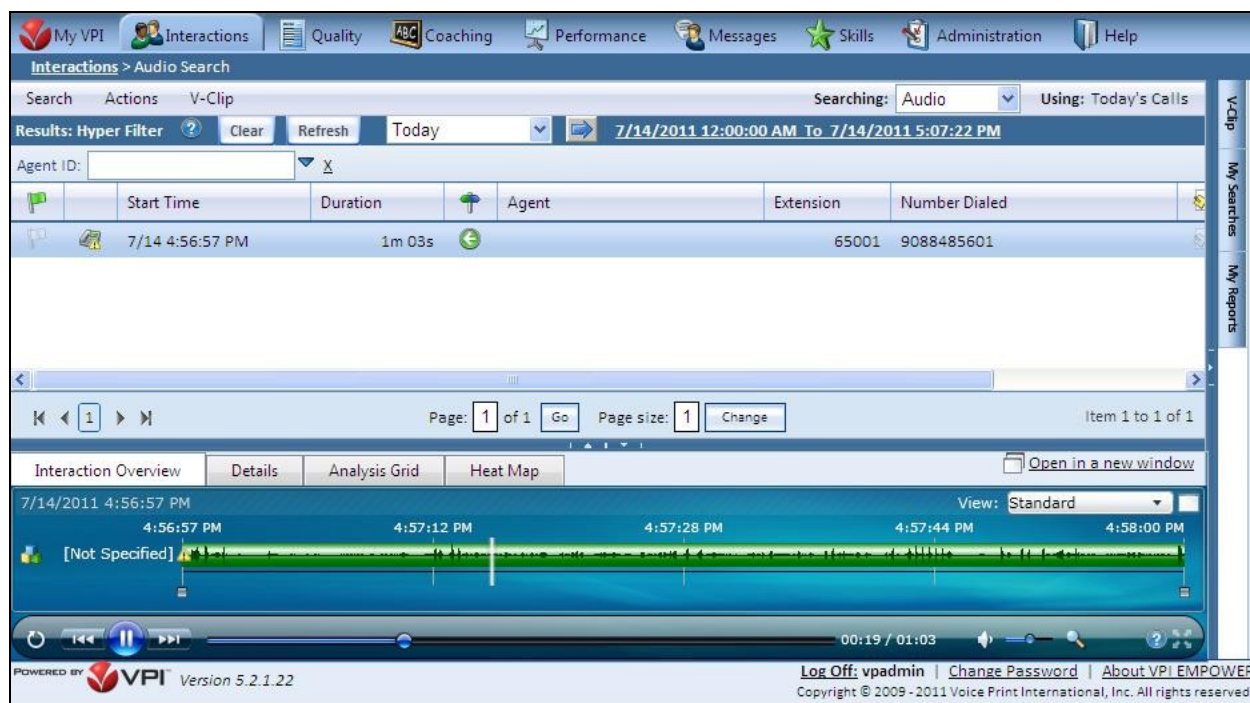 My VPI Interactions Quality ABC Coaching Performance Messages Skills Administration Help
Interactions > Audio Search
Search Actions V-Clip Searching: Audio Using: Today's Calls
Results: Hyper Filter ? Clear Refresh Today 7/14/2011 12:00:00 AM To 7/14/2011 5:07:22 PM
Agent ID: X
Start Time Duration Agent Extension Number Dialed
7/14 4:56:57 PM 1m 03s 65001 9088485601
V-Clip
My Searches
My Reports
1 Page: 1 of 1 Go Page size: 1 Change Item 1 to 1 of 1
Interaction Overview Details Analysis Grid Heat Map Open in a new window
7/14/2011 4:56:57 PM View: Standard
4:56:57 PM 4:57:12 PM 4:57:28 PM 4:57:44 PM 4:58:00 PM
[Not Specified]
00:19 / 01:03 ?
POWERED BY VPI Version 5.2.1.22 Log Off: vpadmin | Change Password | About VPI EMPOWER
Copyright © 2009 - 2011 Voice Print International, Inc. All rights reserved